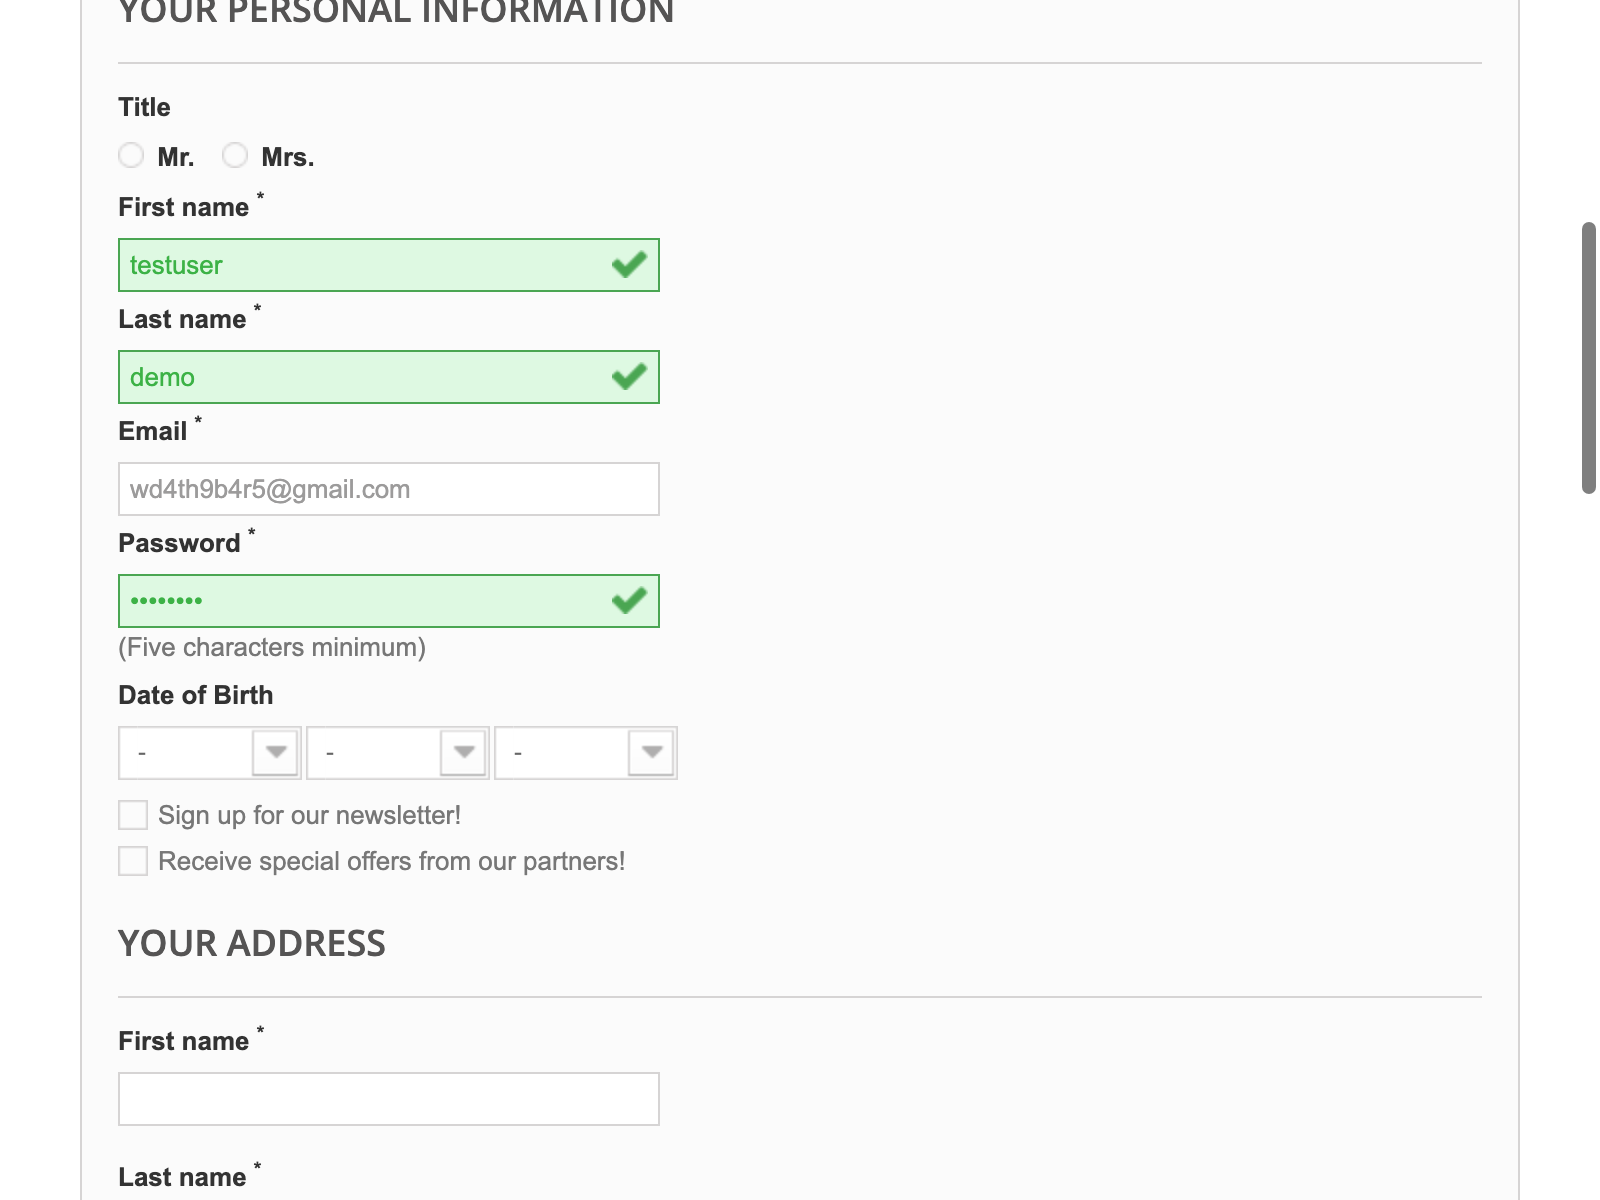 YOUR PERSONAL INFORMATION
Title
Mr. Mrs.
First name *
testuser
Last name *
demo
Email *
wd4th9b4r5@gmail.com
Password *
••••••••
(Five characters minimum)
Date of Birth
- - -
Sign up for our newsletter!
Receive special offers from our partners!
YOUR ADDRESS
First name *
Last name *